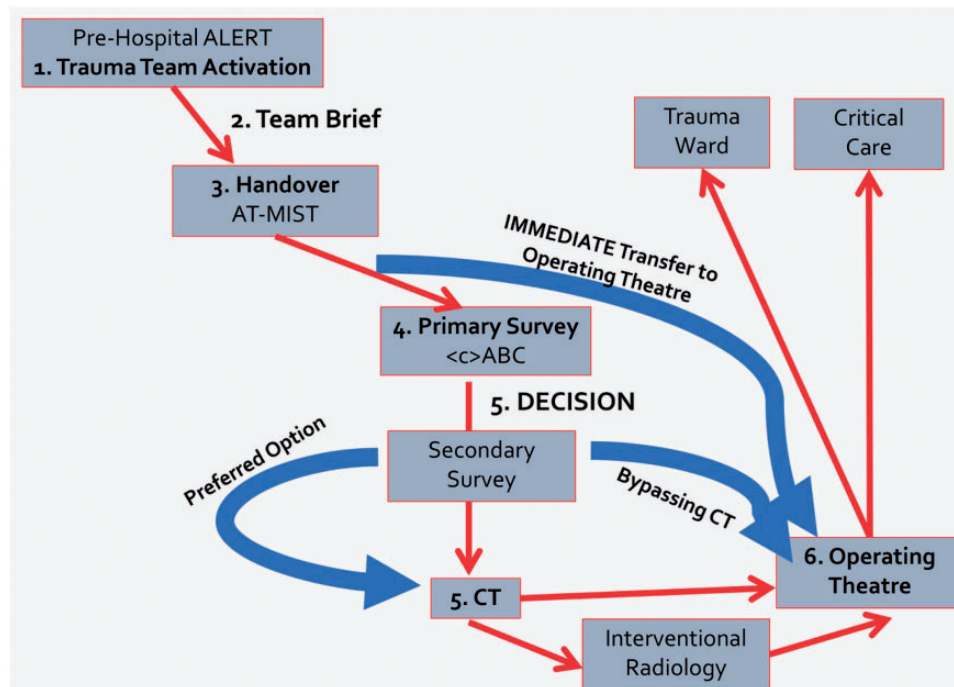 Pre-Hospital ALERT
1. Trauma Team Activation
2. Team Brief
3. Handover
AT-MIST
Trauma
Ward
Critical
Care
IMMEDIATE Transfer to
Operating Theatre
4. Primary Survey
<c>ABC
5. DECISION
Preferred Option
Secondary
Survey
Bypassing CT
5. CT
6. Operating
Theatre
Interventional
Radiology